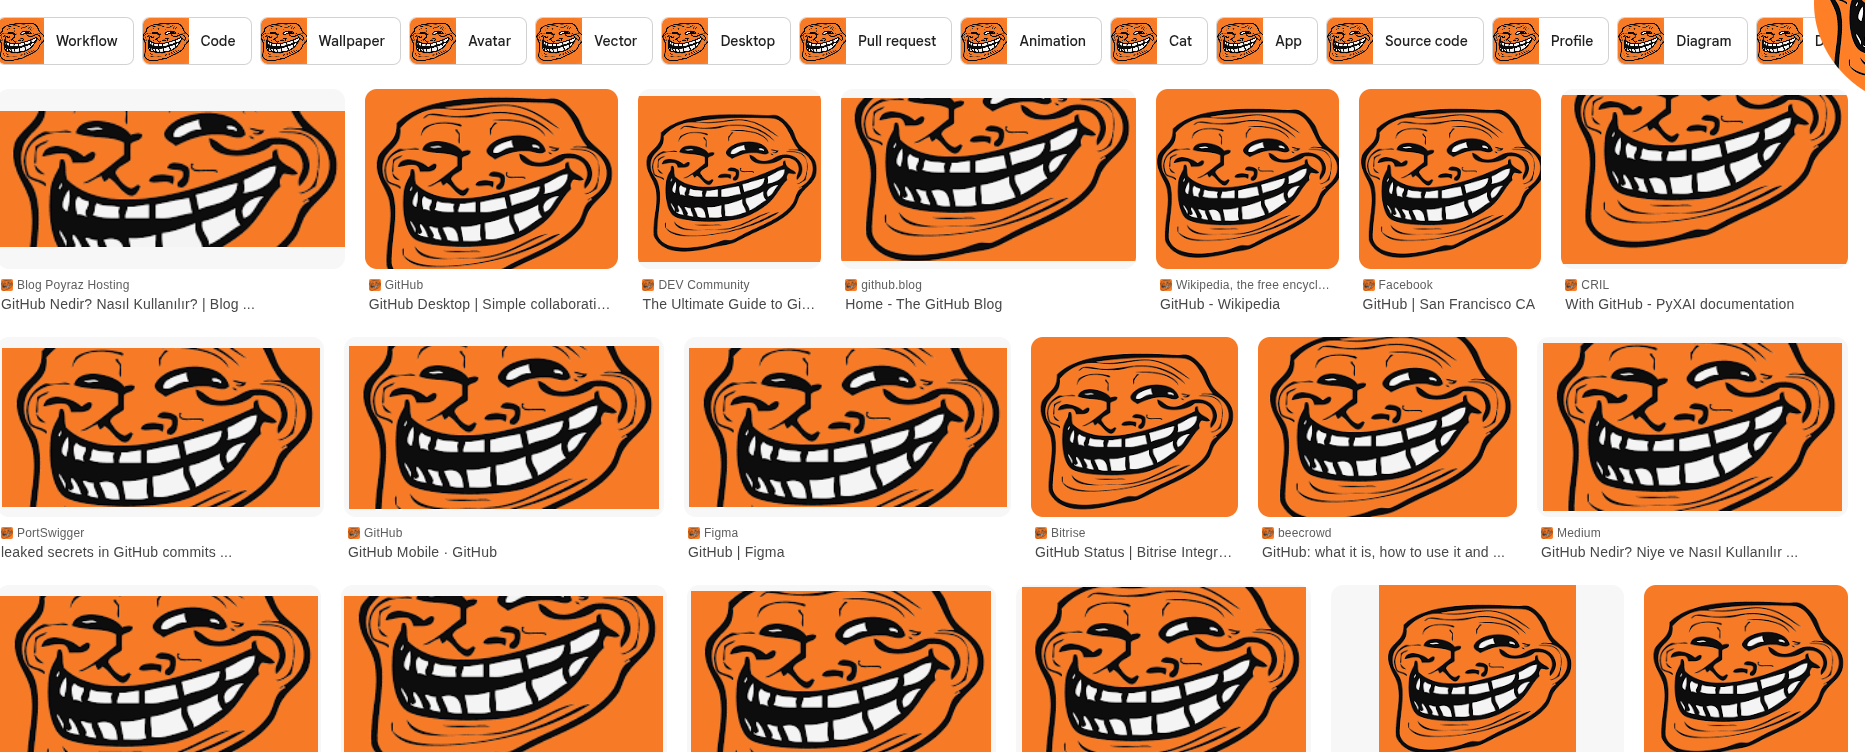 Workflow
Code
Wallpaper
Avatar
Vector
Desktop
Pull request
Animation
Cat
App
Source code
Profile
Diagram
Blog Poyraz Hosting
GitHub Nedir? Nasıl Kullanılır? | Blog ...
GitHub
GitHub Desktop | Simple collaborati...
DEV Community
The Ultimate Guide to Gi...
github.blog
Home - The GitHub Blog
Wikipedia, the free encycl...
GitHub - Wikipedia
Facebook
GitHub | San Francisco CA
CRIL
With GitHub - PyXAI documentation
PortSwigger
leaked secrets in GitHub commits ...
GitHub
GitHub Mobile · GitHub
Figma
GitHub | Figma
Bitrise
GitHub Status | Bitrise Integr...
beecrowd
GitHub: what it is, how to use it and ...
Medium
GitHub Nedir? Niye ve Nasıl Kullanılır ...